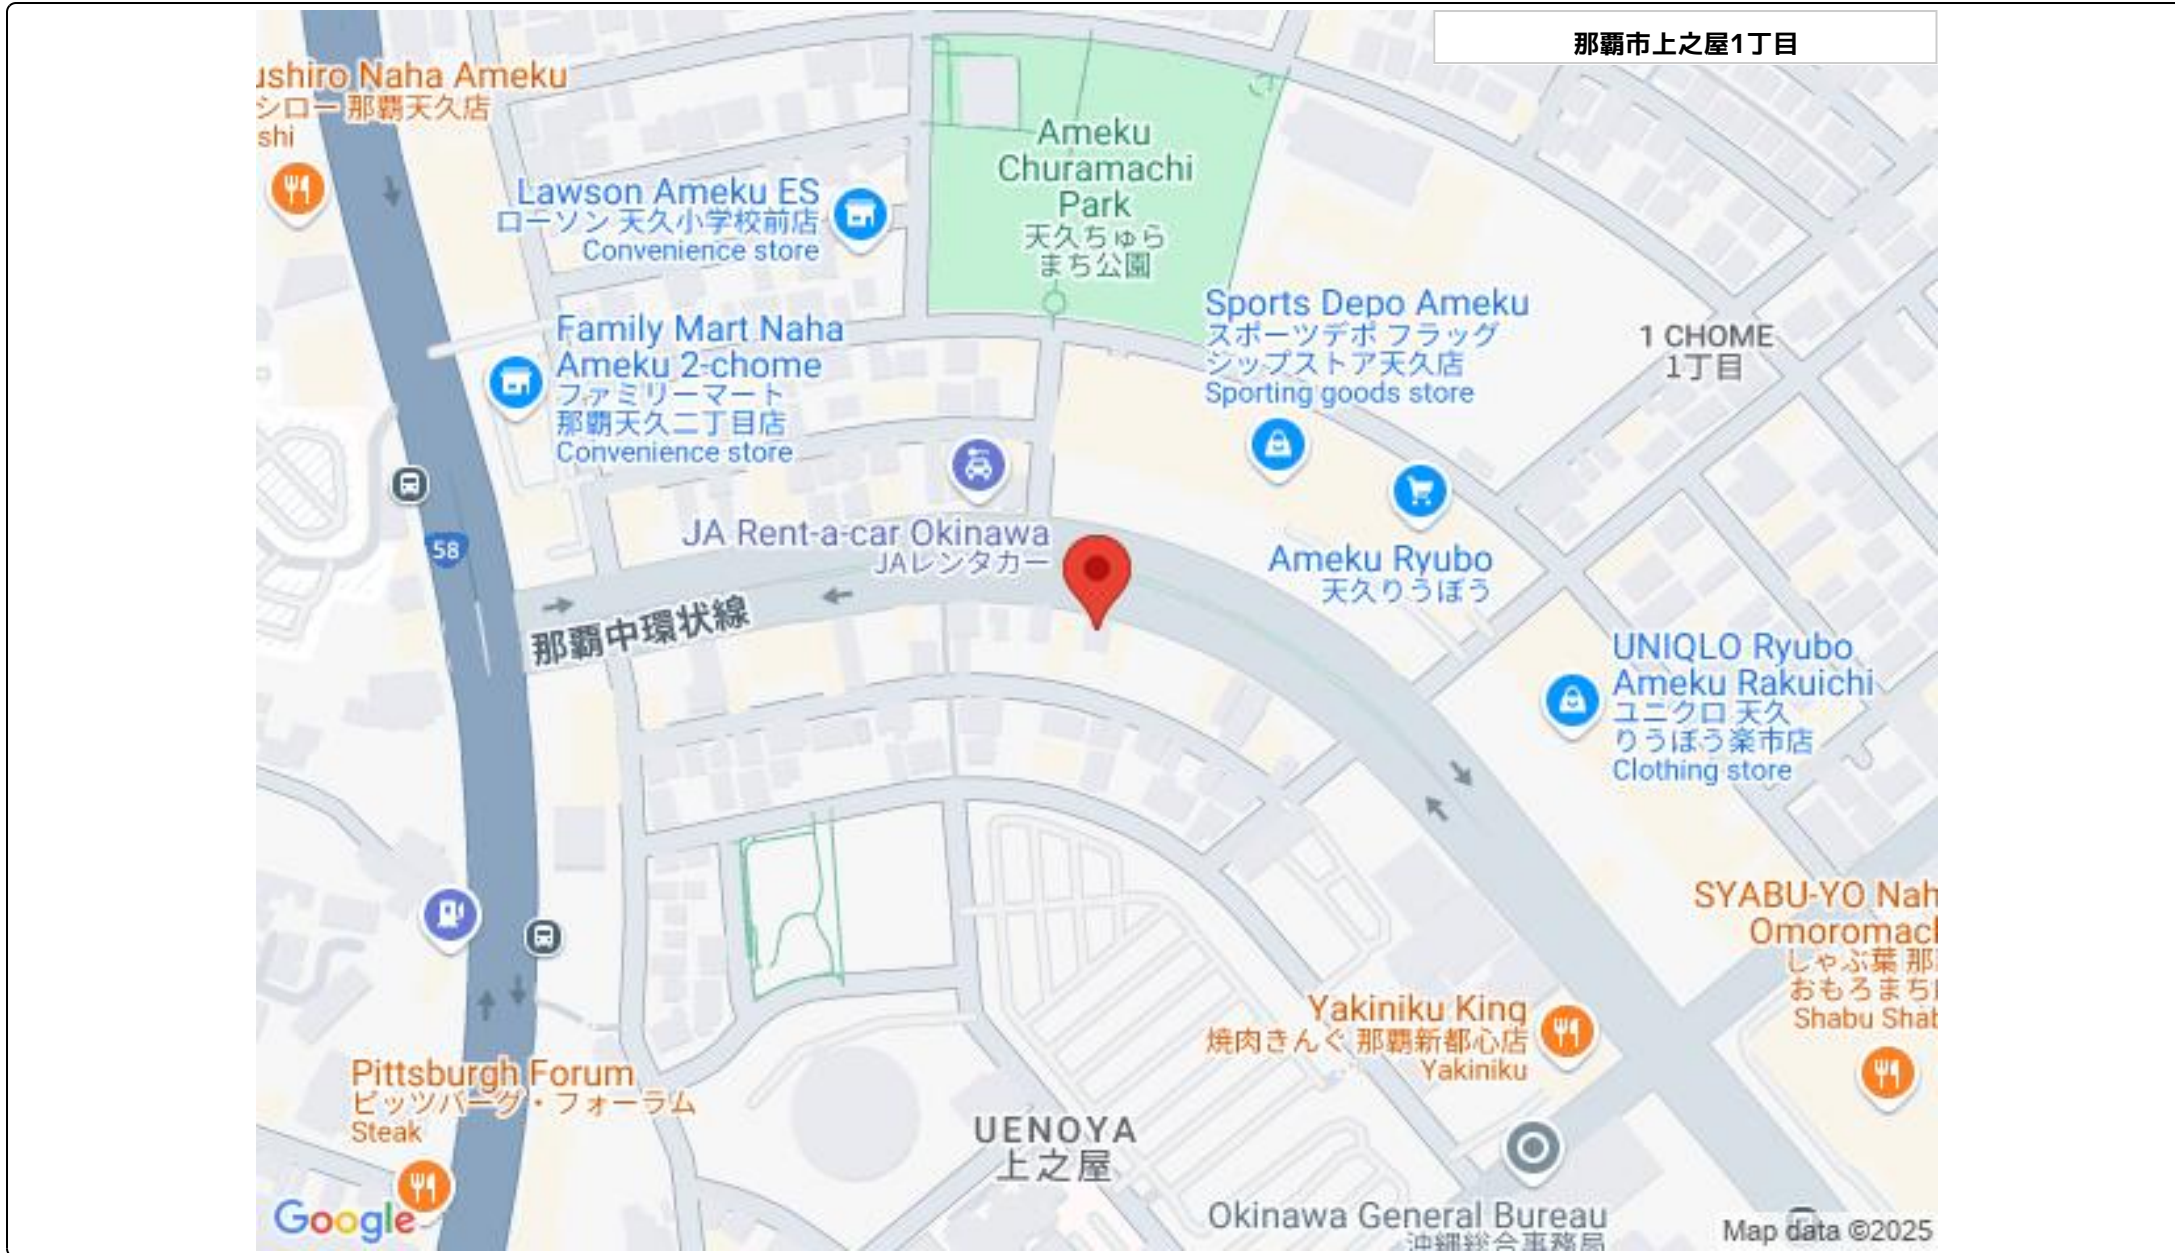 那覇市上之屋1丁目
ushiro Naha Ameku
シロー 那覇天久店
shi
Ameku
Churamachi
Park
天久ちゅら
まち公園
Lawson Ameku ES
ローソン 天久小学校前店
Convenience store
Sports Depo Ameku
スポーツデポ フラッグ
シップストア天久店
Sporting goods store
1 CHOME
1丁目
Family Mart Naha
Ameku 2-chome
ファミリーマート
那覇天久二丁目店
Convenience store
58
JA Rent-a-car Okinawa
JAレンタカー
Ameku Ryubo
天久りうぼう
那覇中環状線
UNIQLO Ryubo
Ameku Rakuichi
ユニクロ 天久
りうぼう楽市店
Clothing store
SYABU-YO Nah
Omoromac
しゃぶ葉 那
おもろまち
Shabu Shab
Yakiniku King
焼肉きんぐ 那覇新都心店
Yakiniku
Pittsburgh Forum
ピッツバーグ・フォーラム
Steak
UENOYA
上之屋
Okinawa General Bureau
沖縄総合事務局
Google
Map data ©2025